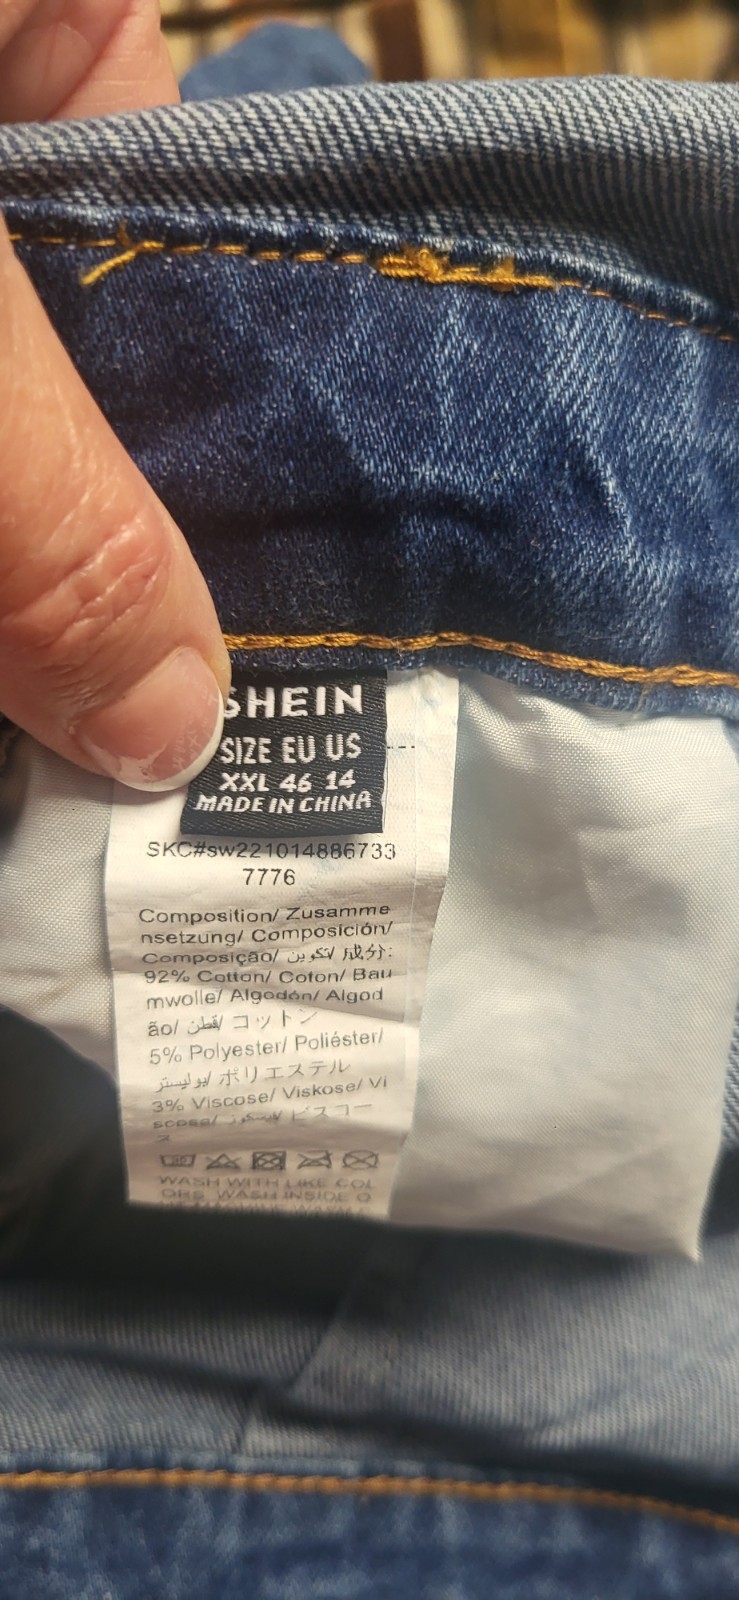 SHEIN
SIZE EU US
XXL 46 14
MADE IN CHINA
SKC#sw221014886733
7776
Composition/ Zusamme
nsetzung/ Composición/
Composição/ تكوين/ 成分:
92% Cotton/ Coton/ Bau
mwolle/ Algodón/ Algod
ão/ قطن/ コットン
5% Polyester/ Poliéster/
بوليستر/ ポリエステル
3% Viscose/ Viskose/ Vi
scosa/ ビスコー
ス
WASH WITH LIKE COL
ORS WASH INSIDE O